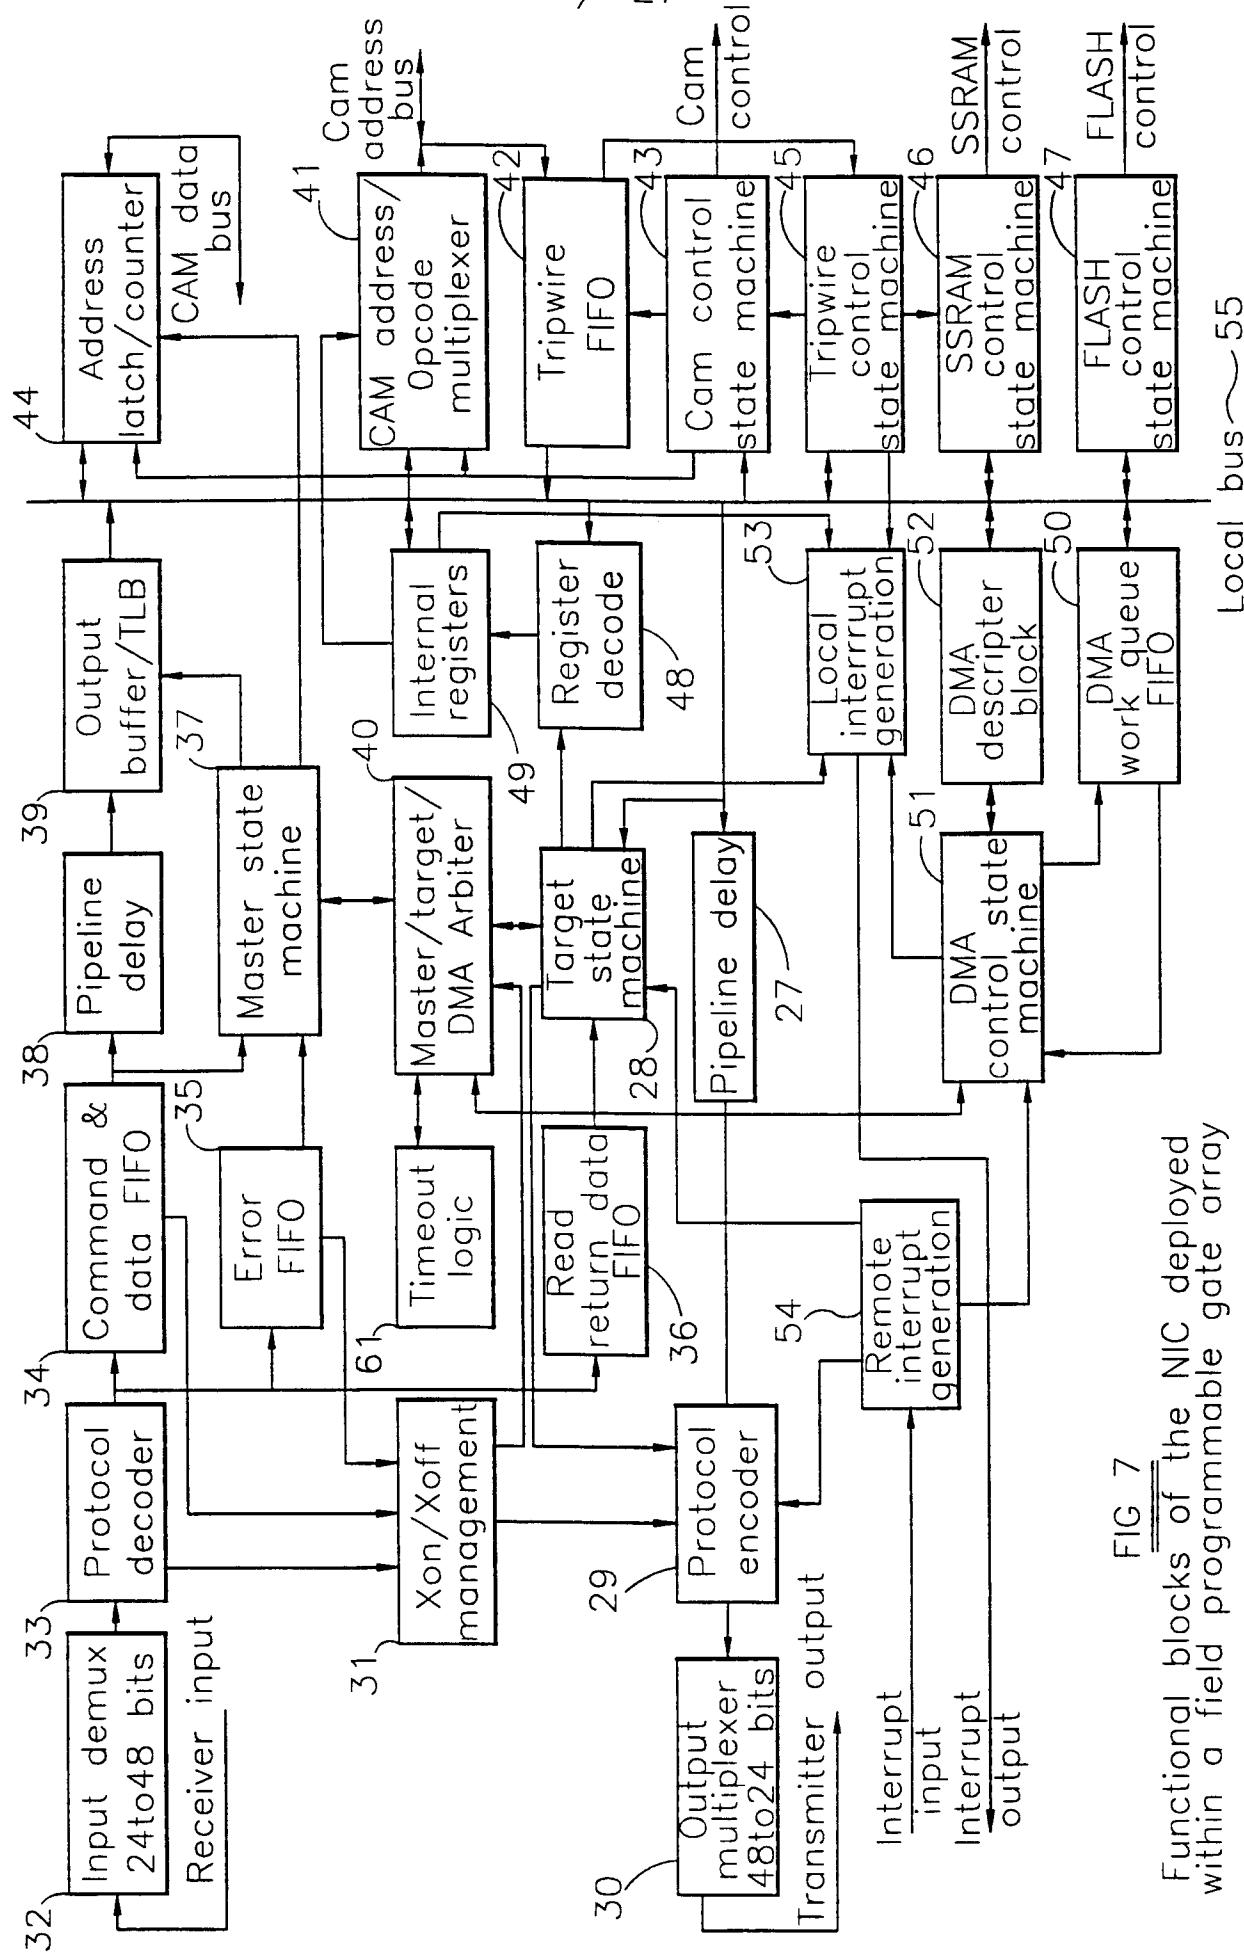 32
Input demux
24to48 bits
Receiver input
33
Protocol
decoder
34
Command &
data FIFO
38
Pipeline
delay
39
Output
buffer/TLB
44
Address
latch/counter
CAM data
bus
35
Error
FIFO
37
Master state
machine
31
Xon/Xoff
management
61
Timeout
logic
40
Master/target/
DMA Arbiter
49
Internal
registers
41
CAM address/
Opcode
multiplexer
Cam
address
bus
36
Read
return data
FIFO
28
Target
state
machine
48
Register
decode
42
Tripwire
FIFO
29
Protocol
encoder
30
Output
multiplexer
48to24 bits
Transmitter output
27
Pipeline delay
43
Cam control
state machine
Cam
control
53
Local
interrrupt
generation
45
Tripwire
control
state machine
54
Remote
interrupt
generation
Interrupt
input
Interrupt
output
51
DMA
control state
machine
52
DMA
descripter
block
46
SSRAM
control
state machine
SSRAM
control
50
DMA
work queue
FIFO
47
FLASH
control
state machine
FLASH
control
Local bus 55
FIG 7
Functional blocks of the NIC deployed
within a field programmable gate array